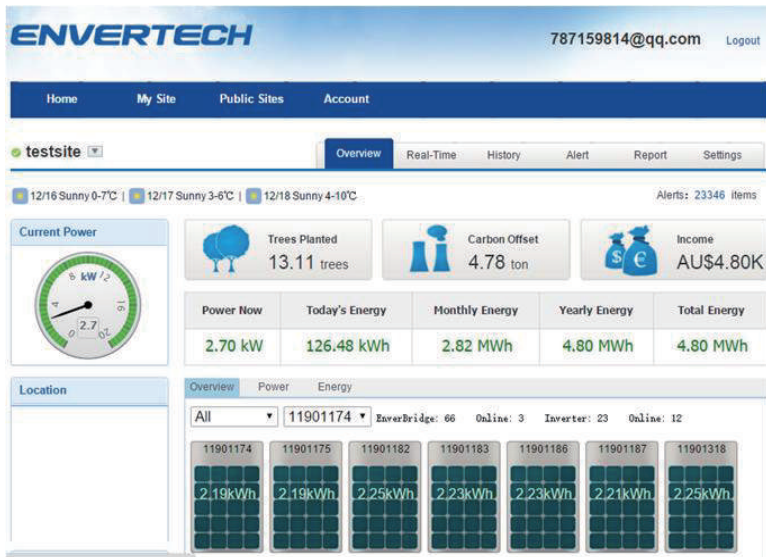 ENVERTECH
787159814@qq.com Logout
Home My Site Public Sites Account
testsite
Overview Real-Time History Alert Report Settings
12/16 Sunny 0-7℃ | 12/17 Sunny 3-6℃ | 12/18 Sunny 4-10℃
Alerts: 23346 items
Current Power
kW
0 4 8 12 16 20
2.7
Trees Planted
13.11 trees
Carbon Offset
4.78 ton
Income
AU$4.80K
Power Now Today's Energy Monthly Energy Yearly Energy Total Energy
2.70 kW 126.48 kWh 2.82 MWh 4.80 MWh 4.80 MWh
Location
Overview Power Energy
All 11901174 EnverBridge: 66 Online: 3 Inverter: 23 Online: 12
11901174 11901175 11901182 11901183 11901186 11901187 11901318
2.19kWh 2.19kWh 2.25kWh 2.23kWh 2.23kWh 2.21kWh 2.25kWh